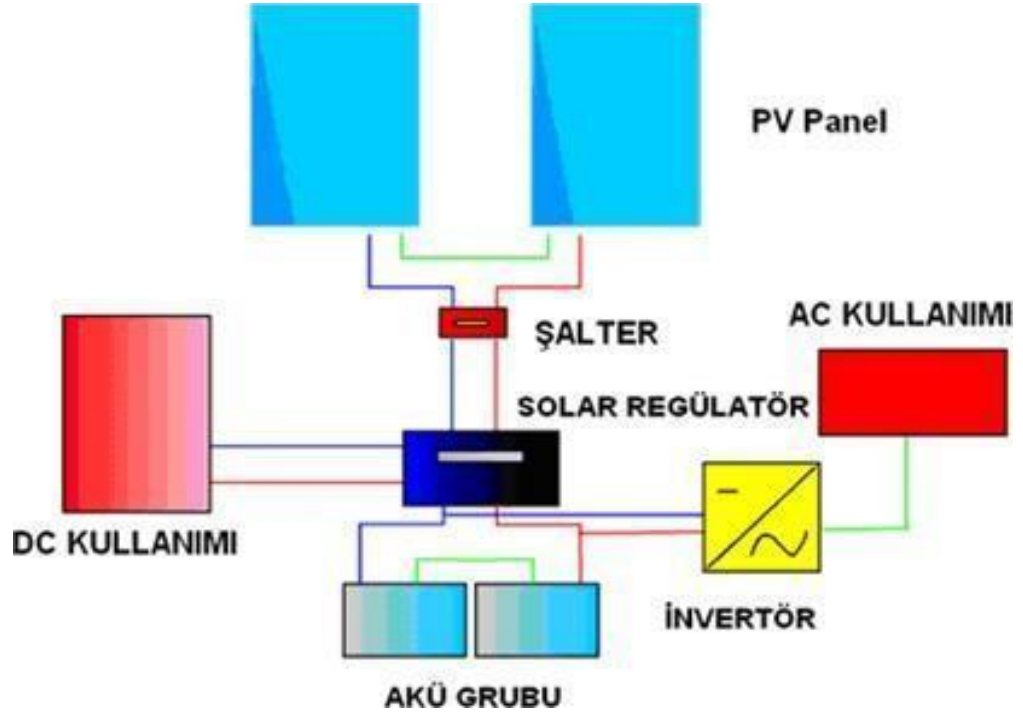 PV Panel
AC KULLANIMI
ŞALTER
SOLAR REGÜLATÖR
DC KULLANIMI
İNVERTÖR
AKÜ GRUBU